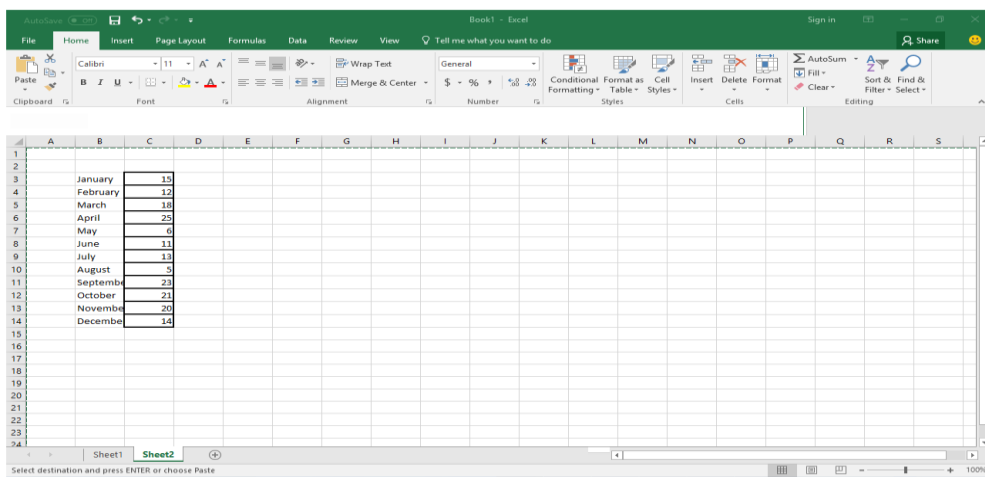 AutoSave Off Book1 - Excel Sign in
File Home Insert Page Layout Formulas Data Review View Tell me what you want to do Share
Paste Calibri 11 A A Wrap Text General Conditional Formatting Format as Table Cell Styles Insert Delete Format AutoSum Sort & Filter Find & Select
B I U A Merge & Center $ % , .0 .00 Fill
Clear
Clipboard Font Alignment Number Styles Cells Editing
A B C D E F G H I J K L M N O P Q R S
1
2
3 January 15
4 February 12
5 March 18
6 April 25
7 May 6
8 June 11
9 July 13
10 August 5
11 Septembe 23
12 October 21
13 Novembe 20
14 Decembe 14
15
16
17
18
19
20
21
22
23
24
Sheet1 Sheet2
Select destination and press ENTER or choose Paste 100%